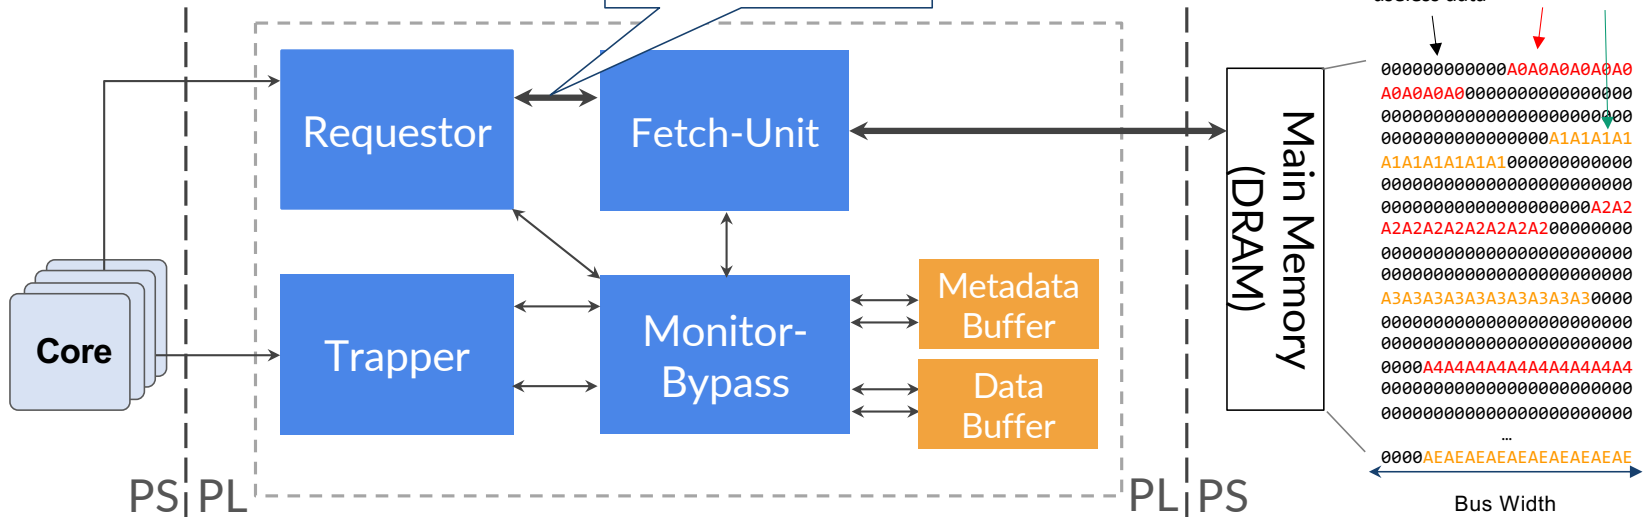 useless data
Requestor
Fetch-Unit
Trapper
Monitor-
Bypass
Metadata
Buffer
Data
Buffer
Core
PS
PL
PL
PS
Main Memory
(DRAM)
000000000000A0A0A0A0A0A0
A0A0A0A00000000000000000
000000000000000000000000
0000000000000000A1A1A1A1
A1A1A1A1A1A1000000000000
000000000000000000000000
00000000000000000000A2A2
A2A2A2A2A2A2A2A200000000
000000000000000000000000
000000000000000000000000
A3A3A3A3A3A3A3A3A3A30000
000000000000000000000000
000000000000000000000000
0000A4A4A4A4A4A4A4A4A4A4
000000000000000000000000
000000000000000000000000
…
0000AEAEAEAEAEAEAEAEAEAE
Bus Width